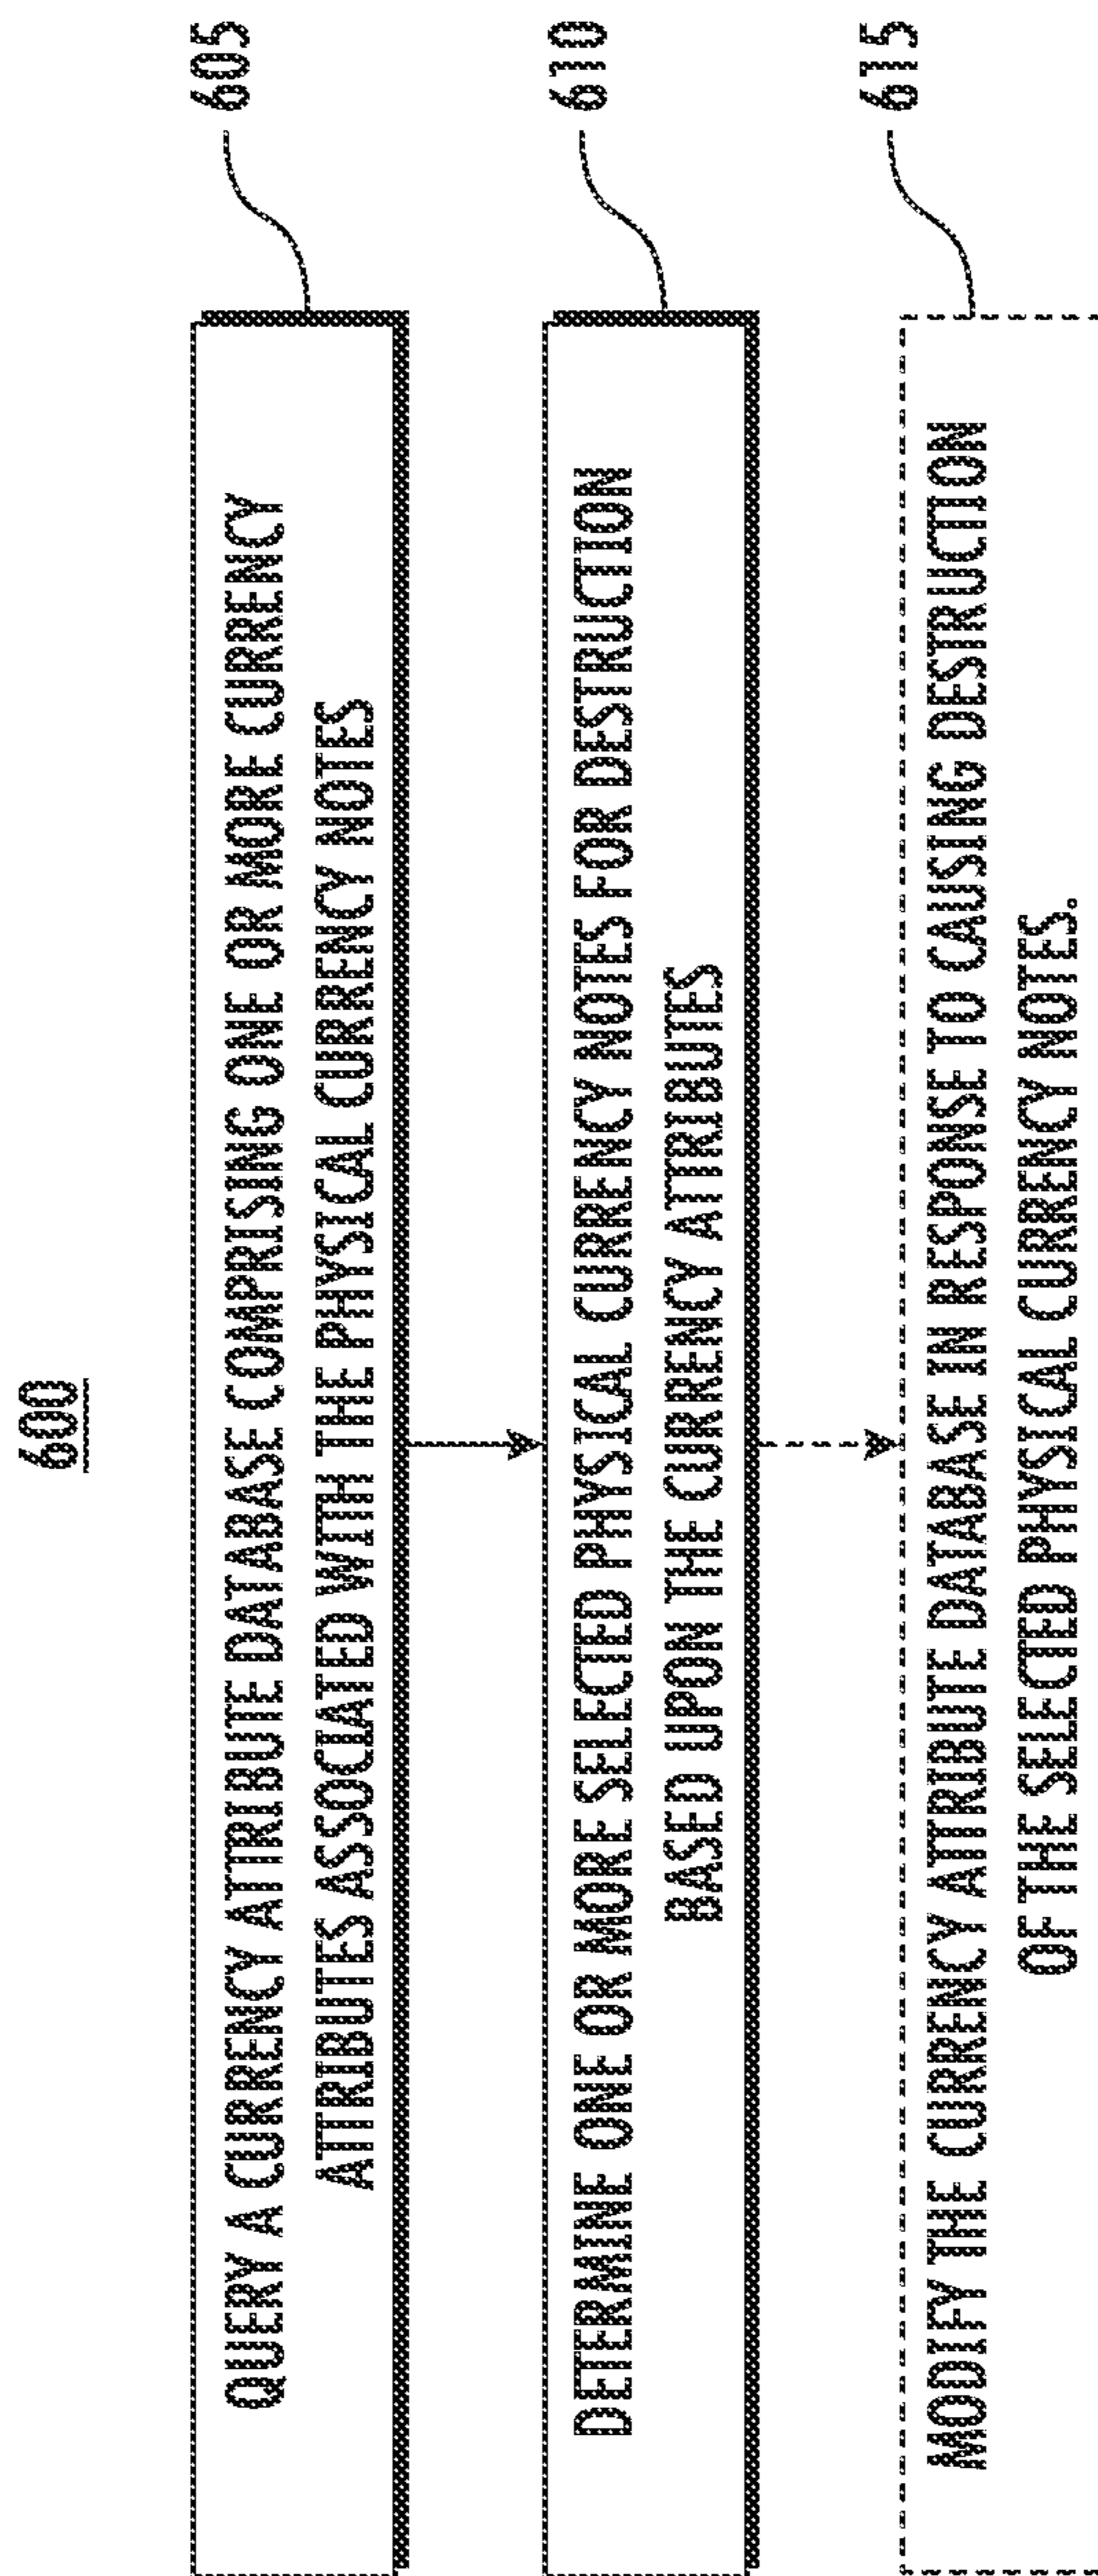 600
QUERY A CURRENCY ATTRIBUTE DATABASE COMPRISING ONE OR MORE CURRENCY
ATTRIBUTES ASSOCIATED WITH THE PHYSICAL CURRENCY NOTES
605
DETERMINE ONE OR MORE SELECTED PHYSICAL CURRENCY NOTES FOR DESTRUCTION
BASED UPON THE CURRENCY ATTRIBUTES
610
MODIFY THE CURRENCY ATTRIBUTE DATABASE IN RESPONSE TO CAUSING DESTRUCTION
OF THE SELECTED PHYSICAL CURRENCY NOTES.
615